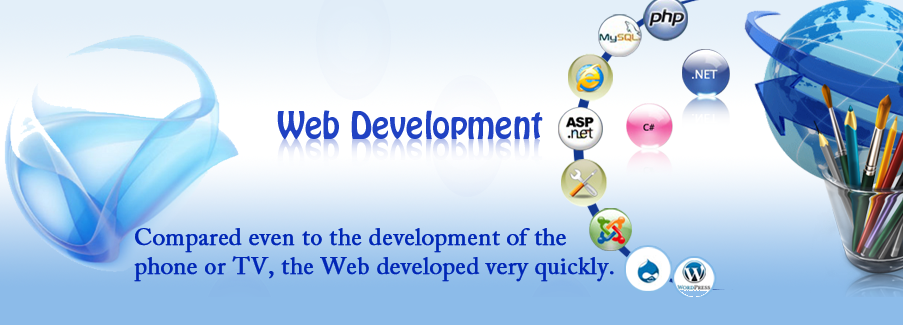 php
MySQL
.NET
Web Development
ASP
.net
C#
Compared even to the development of the
phone or TV, the Web developed very quickly.
WORDPRESS